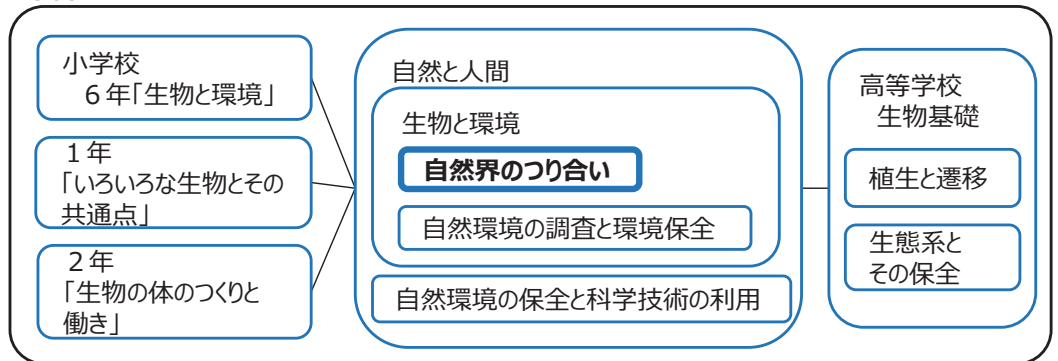 小学校
６年「生物と環境」
１年
「いろいろな生物とその
共通点」
２年
「生物の体のつくりと
働き」
自然と人間
生物と環境
自然界のつり合い
自然環境の調査と環境保全
自然環境の保全と科学技術の利用
高等学校
生物基礎
植生と遷移
生態系と
その保全